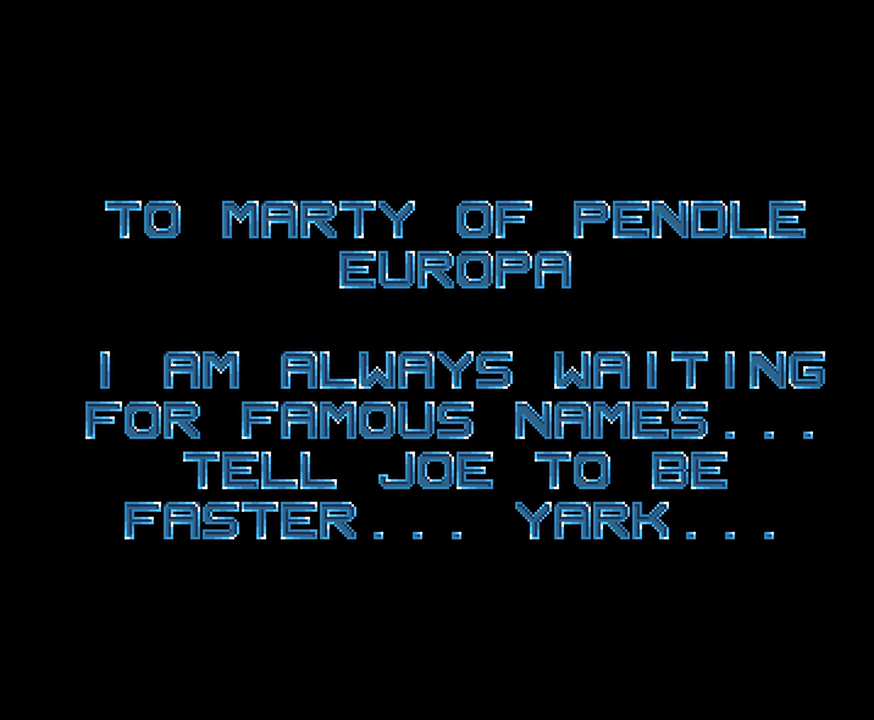 TO MARTY OF PENDLE
EUROPA
I AM ALWAYS WAITING
FOR FAMOUS NAMES...
TELL JOE TO BE
FASTER... YARK...